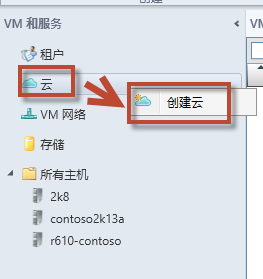 创建
VM 和服务
VM
租户
云
创建云
VM 网络
存储
所有主机
2k8
contoso2k13a
r610-contoso